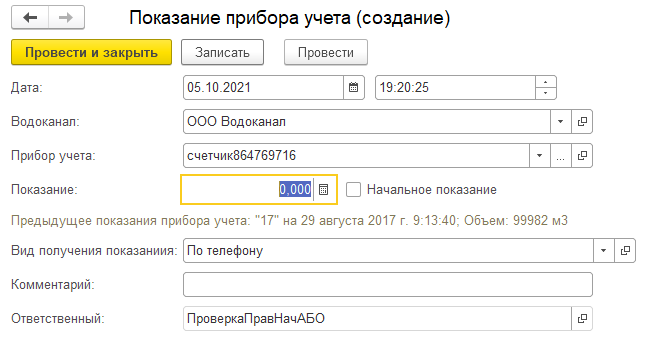 Показание прибора учета (создание)
Провести и закрыть Записать Провести
Дата: 05.10.2021 19:20:25
Водоканал: ООО Водоканал
Прибор учета: счетчик864769716 ...
Показание: 0,000 Начальное показание
Предыдущее показания прибора учета: "17" на 29 августа 2017 г. 9:13:40; Объем: 99982 м3
Вид получения показаниия: По телефону
Комментарий:
Ответственный: ПроверкаПравНачАБО